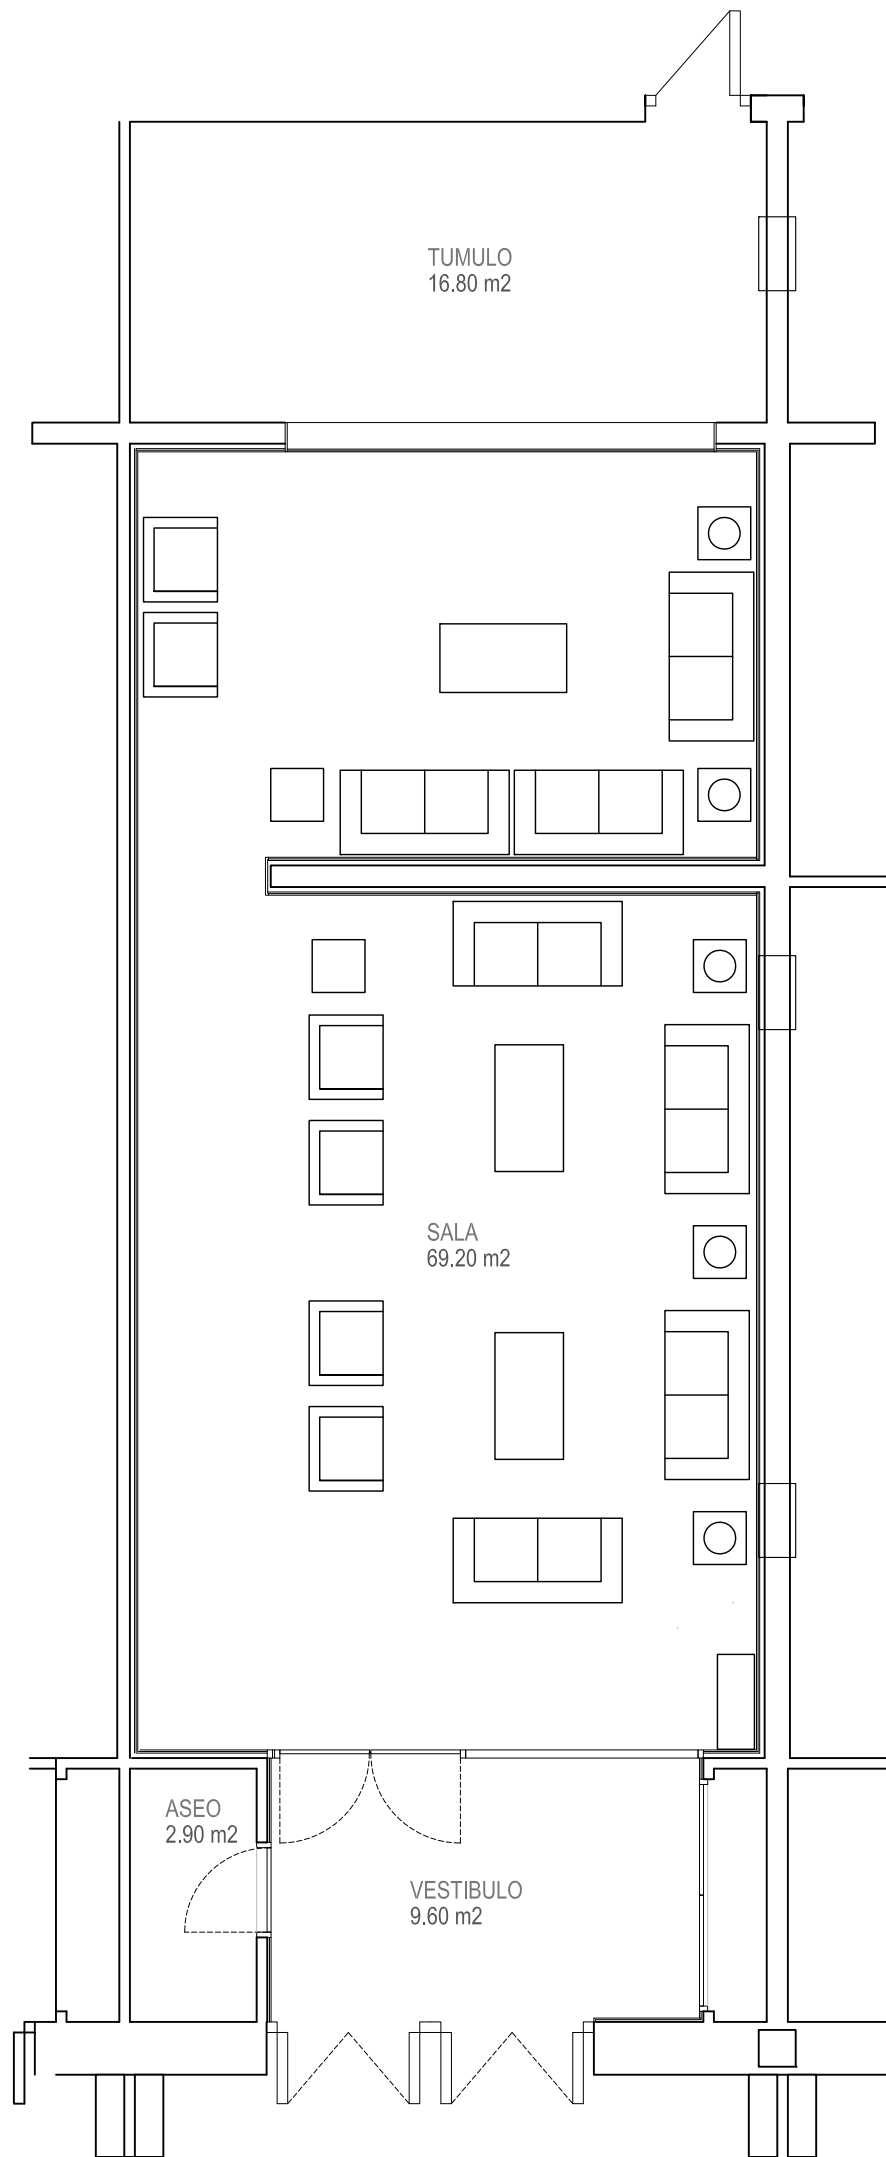 TUMULO
16.80 m2
SALA
69.20 m2
ASEO
2.90 m2
VESTIBULO
9.60 m2